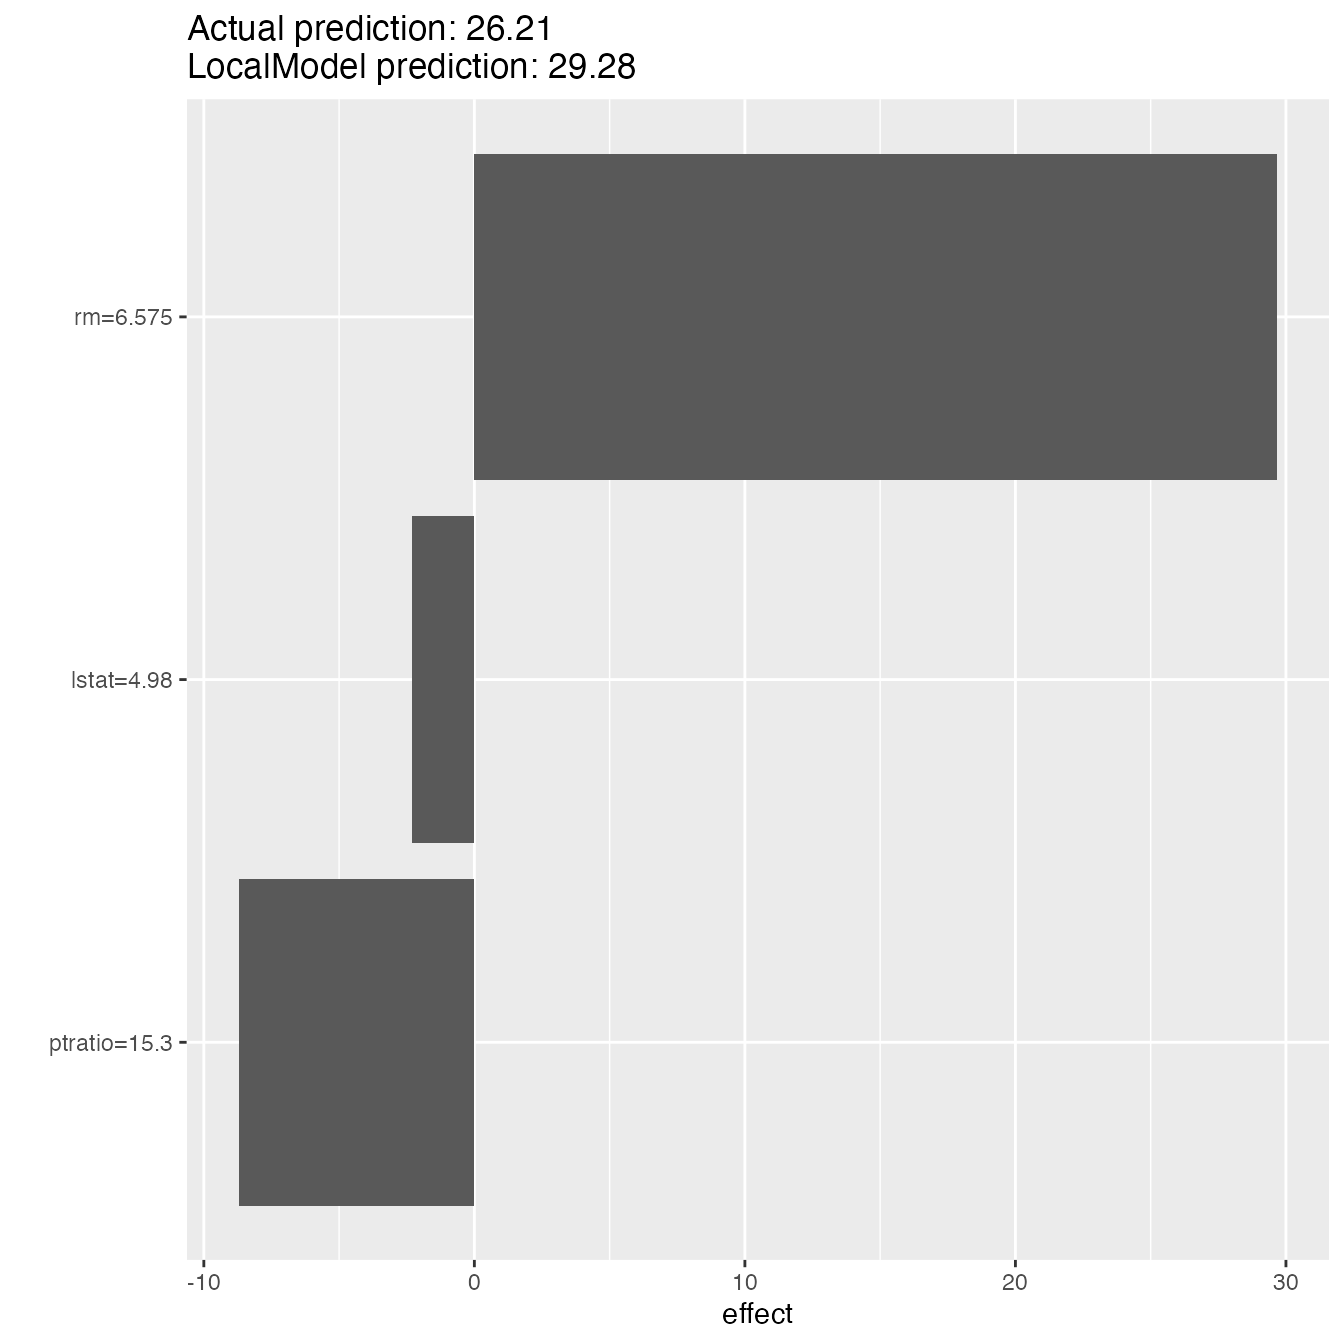 Actual prediction: 26.21
LocalModel prediction: 29.28
rm=6.575
lstat=4.98
ptratio=15.3
-10 0 10 20 30
effect